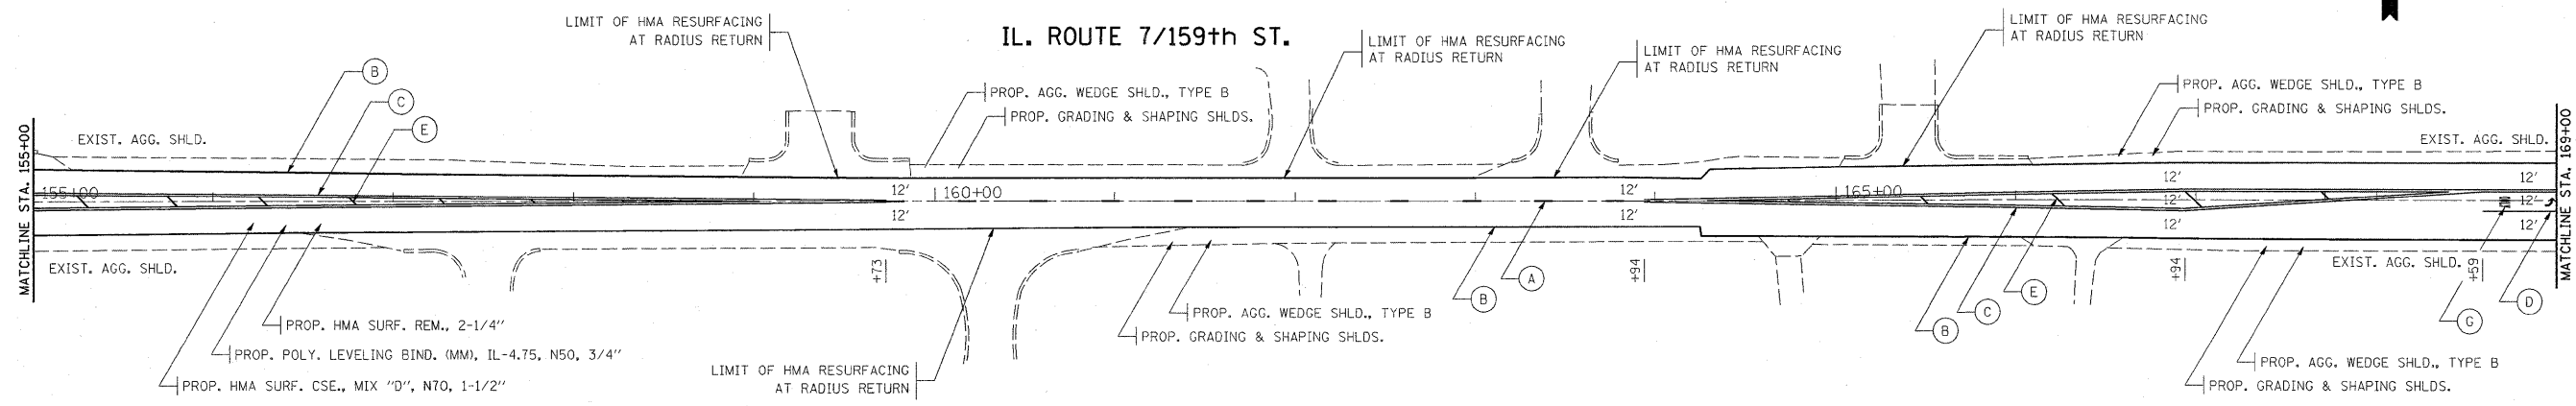 LIMIT OF HMA RESURFACING
AT RADIUS RETURN
IL. ROUTE 7/159th ST.
LIMIT OF HMA RESURFACING
AT RADIUS RETURN
LIMIT OF HMA RESURFACING
AT RADIUS RETURN
LIMIT OF HMA RESURFACING
AT RADIUS RETURN
B
C
E
PROP. AGG. WEDGE SHLD., TYPE B
PROP. GRADING & SHAPING SHLDS.
PROP. AGG. WEDGE SHLD., TYPE B
PROP. GRADING & SHAPING SHLDS.
MATCHLINE STA. 155+00
EXIST. AGG. SHLD.
EXIST. AGG. SHLD.
MATCHLINE STA. 169+00
155+00
12'
160+00
12'
165+00
12'
12'
12'
12'
12'
12'
12'
12'
EXIST. AGG. SHLD.
+73
+94
+94
+59
EXIST. AGG. SHLD.
A
B
B
C
E
G
D
PROP. HMA SURF. REM., 2-1/4"
PROP. POLY. LEVELING BIND. (MM), IL-4.75, N50, 3/4"
PROP. HMA SURF. CSE., MIX "D", N70, 1-1/2"
LIMIT OF HMA RESURFACING
AT RADIUS RETURN
PROP. AGG. WEDGE SHLD., TYPE B
PROP. GRADING & SHAPING SHLDS.
PROP. AGG. WEDGE SHLD., TYPE B
PROP. GRADING & SHAPING SHLDS.